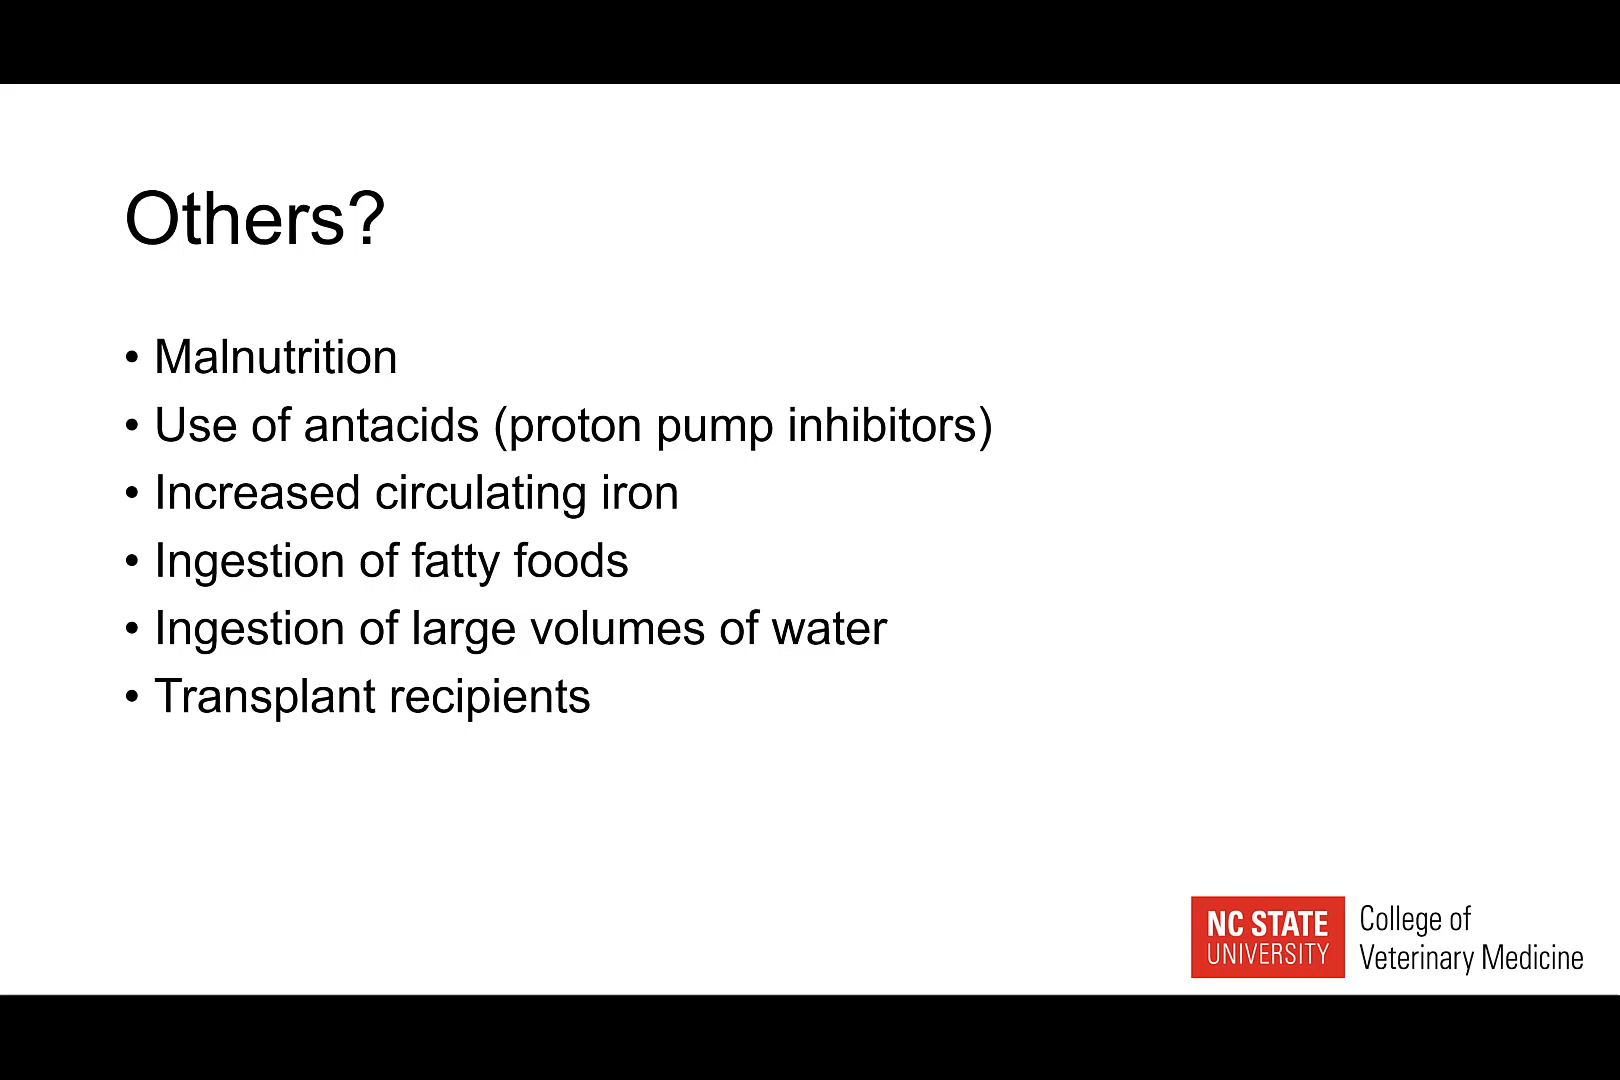 Others?
• Malnutrition
• Use of antacids (proton pump inhibitors)
• Increased circulating iron
• Ingestion of fatty foods
• Ingestion of large volumes of water
• Transplant recipients
NC STATE
UNIVERSITY
College of
Veterinary Medicine